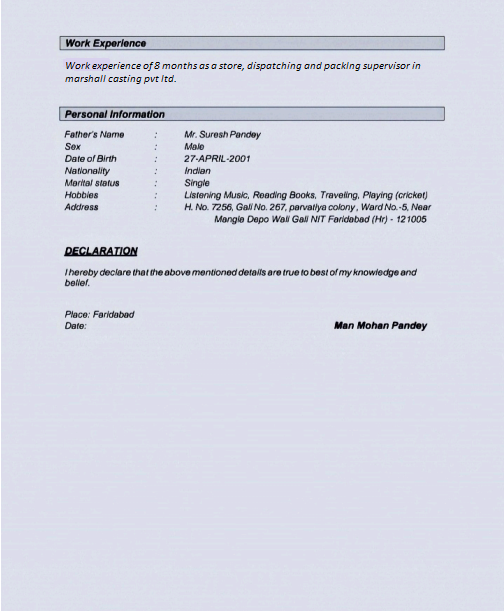 Work Experience
Work experience of 8 months as a store, dispatching and packing supervisor in
marshall casting pvt ltd.
Personal Information
Father's Name : Mr. Suresh Pandey
Sex : Male
Date of Birth : 27-APRIL-2001
Nationality : Indian
Marital status : Single
Hobbies : Listening Music, Reading Books, Traveling, Playing (cricket)
Address : H. No. 7256, Gali No. 267, parvatiya colony , Ward No.-5, Near
Mangla Depo Wali Gali NIT Faridabad (Hr) - 121005
DECLARATION
I hereby declare that the above mentioned details are true to best of my knowledge and
belief.
Place: Faridabad
Date: Man Mohan Pandey